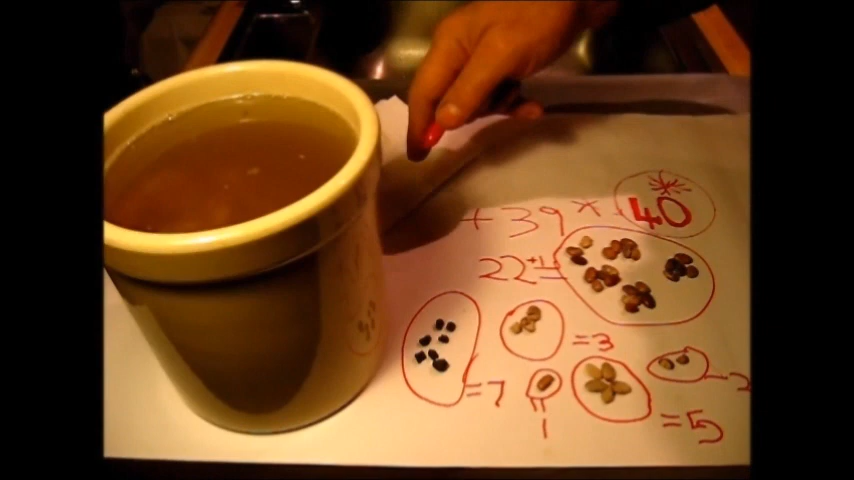 + 39 * 40
22 +1 =
= 3
= 7
1
- 2
= 5